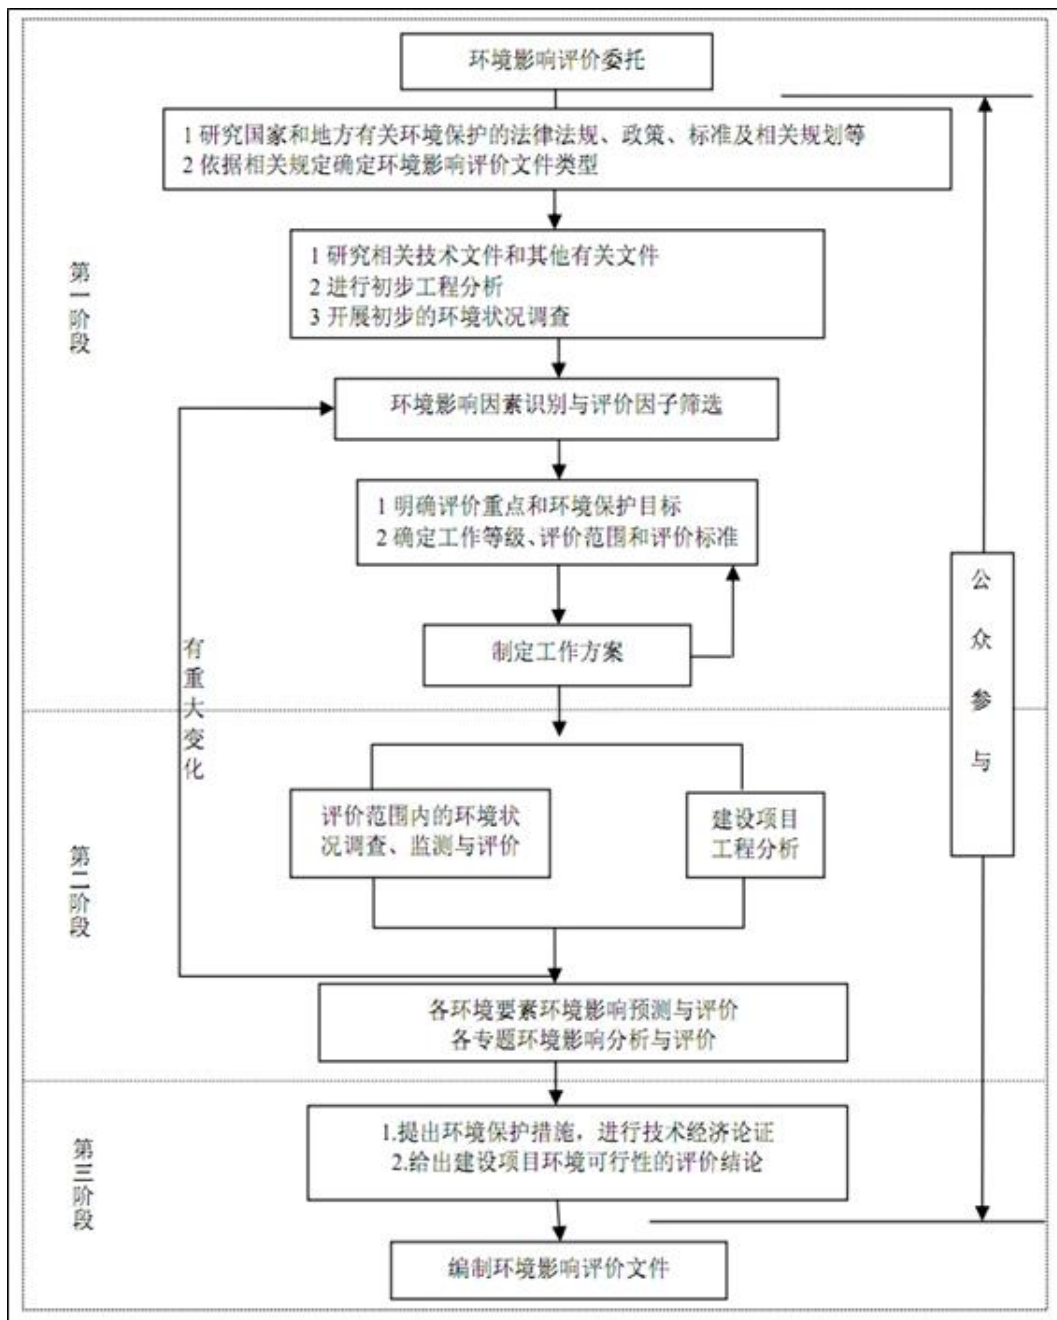 环境影响评价委托
1 研究国家和地方有关环境保护的法律法规、政策、标准及相关规划等
2 依据相关规定确定环境影响评价文件类型
1 研究相关技术文件和其他有关文件
2 进行初步工程分析
3 开展初步的环境状况调查
第一阶段
环境影响因素识别与评价因子筛选
1 明确评价重点和环境保护目标
2 确定工作等级、评价范围和评价标准
公众参与
制定工作方案
有重大变化
评价范围内的环境状
况调查、监测与评价
建设项目
工程分析
第二阶段
各环境要素环境影响预测与评价
各专题环境影响分析与评价
1.提出环境保护措施，进行技术经济论证
2.给出建设项目环境可行性的评价结论
第三阶段
编制环境影响评价文件